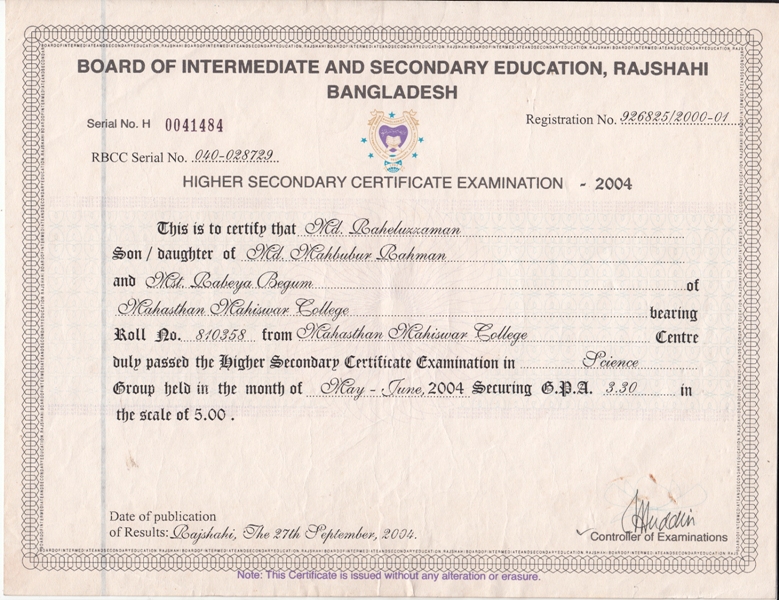 BOARD OF INTERMEDIATE AND SECONDARY EDUCATION, RAJSHAHI
BANGLADESH
Serial No. H 0041484
Registration No. 926825/2000-01
RBCC Serial No. 040-028729
HIGHER SECONDARY CERTIFICATE EXAMINATION - 2004
This is to certify that Md. Raheluzzaman
Son / daughter of Md. Mahbubur Rahman
and Mst. Rabeya Begum of
Mahasthan Mahiswar College bearing
Roll No. 810358 from Mahasthan Mahiswar College Centre
duly passed the Higher Secondary Certificate Examination in Science
Group held in the month of May - June, 2004 Securing G.P.A. 3.30 in
the scale of 5.00 .
Date of publication
of Results: Rajshahi, The 27th September, 2004.
Controller of Examinations
Note: This Certificate is issued without any alteration or erasure.